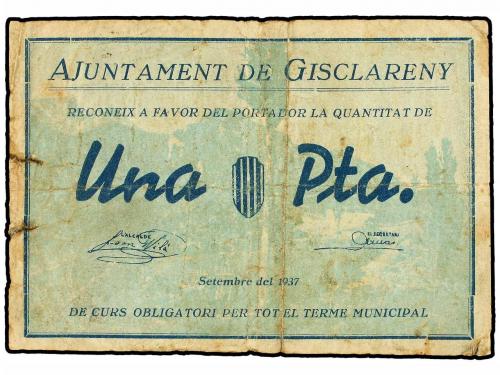 AJUNTAMENT DE GISCLARENY
RECONEIX A FAVOR DEL PORTADOR LA QUANTITAT DE
Una Pta.
L'ALCALDE EL SECRETARI
Setembre del 1937
DE CURS OBLIGATORI PER TOT EL TERME MUNICIPAL